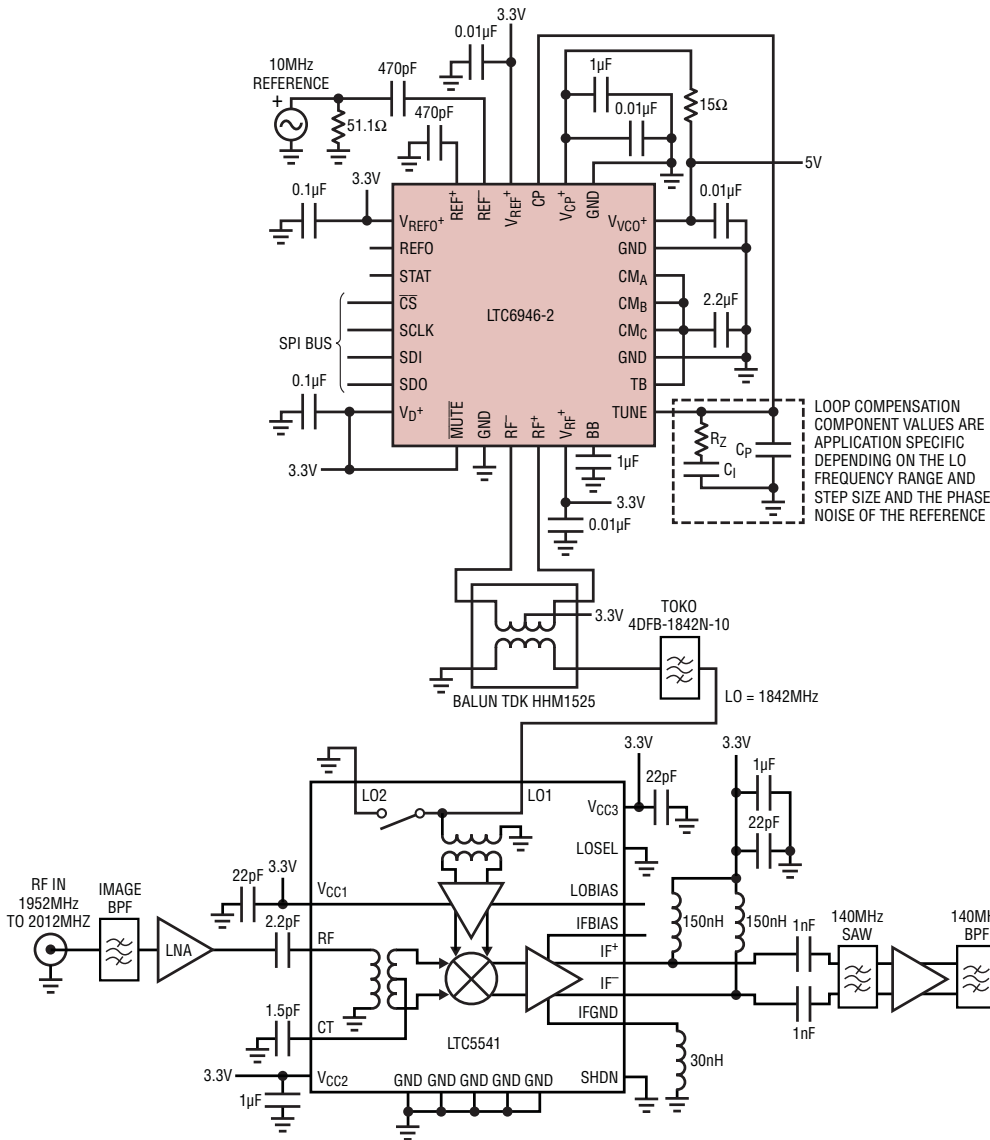 3.3V
0.01µF
10MHz
REFERENCE
+
470pF
51.1Ω
470pF
1µF
0.01µF
15Ω
5V
0.1µF
3.3V
REF+
REF−
VREF+
CP
VCP+
GND
0.01µF
VREFO+
REFO
STAT
CS
SCLK
SDI
SDO
VD+
SPI BUS
0.1µF
3.3V
LTC6946-2
VVCO+
GND
CMA
CMB
CMC
GND
TB
TUNE
2.2µF
MUTE
GND
RF−
RF+
VRF+
BB
1µF
3.3V
0.01µF
RZ
CI
CP
LOOP COMPENSATION
COMPONENT VALUES ARE
APPLICATION SPECIFIC
DEPENDING ON THE LO
FREQUENCY RANGE AND
STEP SIZE AND THE PHASE
NOISE OF THE REFERENCE
3.3V
BALUN TDK HHM1525
TOKO
4DFB-1842N-10
LO = 1842MHz
LO2
LO1
3.3V
22pF
3.3V
1µF
22pF
VCC3
LOSEL
LOBIAS
IFBIAS
IF+
IF−
IFGND
SHDN
150nH
150nH
1nF
1nF
140MHz
SAW
140MH
BPF
30nH
RF IN
1952MHz
TO 2012MHZ
IMAGE
BPF
LNA
22pF
3.3V
VCC1
2.2pF
RF
1.5pF
CT
LTC5541
3.3V
VCC2
1µF
GND GND GND GND GND